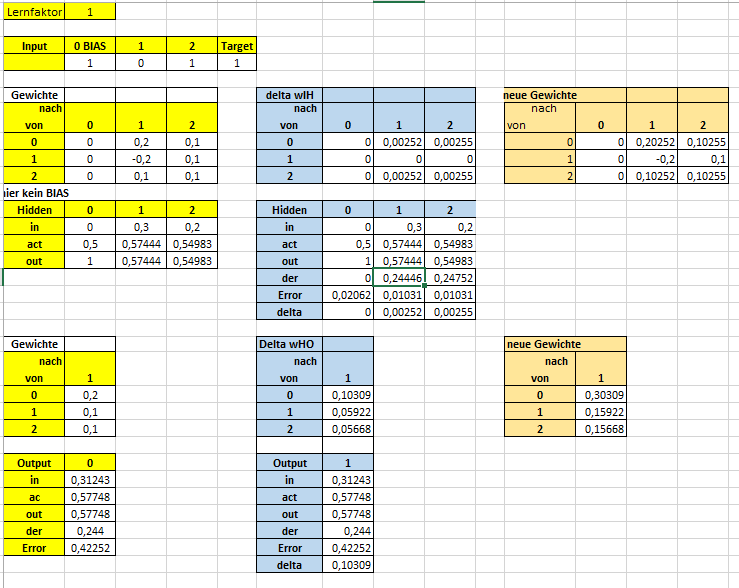 Lernfaktor 1
Input 0 BIAS 1 2 Target
1 0 1 1
Gewichte delta wIH neue Gewichte
nach nach nach
von 0 1 2 von 0 1 2 von 0 1 2
0 0 0,2 0,1 0 0 0,00252 0,00255 0 0 0,20252 0,10255
1 0 -0,2 0,1 1 0 0 0 1 0 -0,2 0,1
2 0 0,1 0,1 2 0 0,00252 0,00255 2 0 0,10252 0,10255
hier kein BIAS
Hidden 0 1 2 Hidden 0 1 2
in 0 0,3 0,2 in 0 0,3 0,2
act 0,5 0,57444 0,54983 act 0,5 0,57444 0,54983
out 1 0,57444 0,54983 out 1 0,57444 0,54983
der 0 0,24446 0,24752
Error 0,02062 0,01031 0,01031
delta 0 0,00252 0,00255
Gewichte Delta wHO neue Gewichte
nach nach nach
von 1 von 1 von 1
0 0,2 0 0,10309 0 0,30309
1 0,1 1 0,05922 1 0,15922
2 0,1 2 0,05668 2 0,15668
Output 0 Output 1
in 0,31243 in 0,31243
ac 0,57748 act 0,57748
out 0,57748 out 0,57748
der 0,244 der 0,244
Error 0,42252 Error 0,42252
delta 0,10309